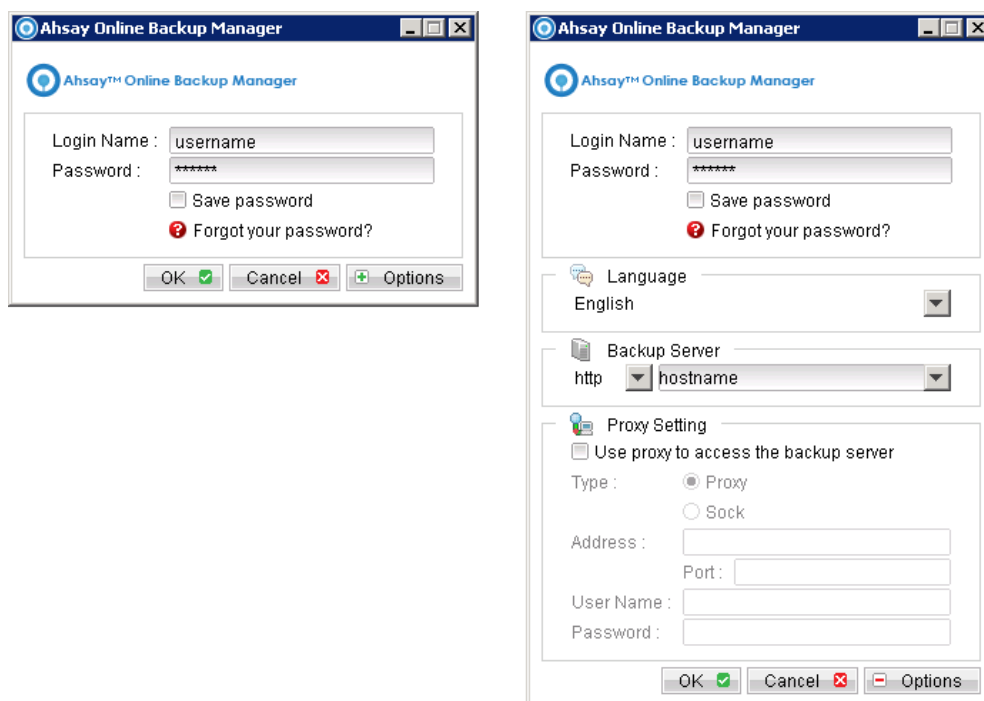 Ahsay Online Backup Manager
Ahsay™ Online Backup Manager
Login Name : username
Password : ******
Save password
Forgot your password?
OK Cancel Options
Ahsay Online Backup Manager
Ahsay™ Online Backup Manager
Login Name : username
Password : ******
Save password
Forgot your password?
Language
English
Backup Server
http hostname
Proxy Setting
Use proxy to access the backup server
Type : Proxy
Sock
Address :
Port :
User Name :
Password :
OK Cancel Options